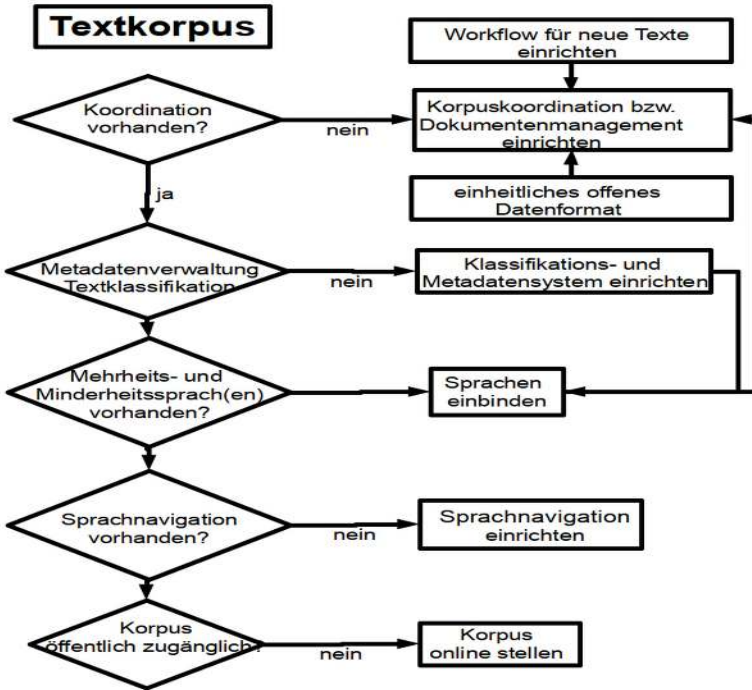 Textkorpus
Workflow für neue Texte
einrichten
Koordination
vorhanden?
nein
Korpuskoordination bzw.
Dokumentenmanagement
einrichten
ja
einheitliches offenes
Datenformat
Metadatenverwaltung
Textklassifikation
nein
Klassifikations- und
Metadatensystem einrichten
Mehrheits- und
Minderheitssprach(en)
vorhanden?
Sprachen
einbinden
Sprachnavigation
vorhanden?
nein
Sprachnavigation
einrichten
Korpus
öffentlich zugänglich?
nein
Korpus
online stellen